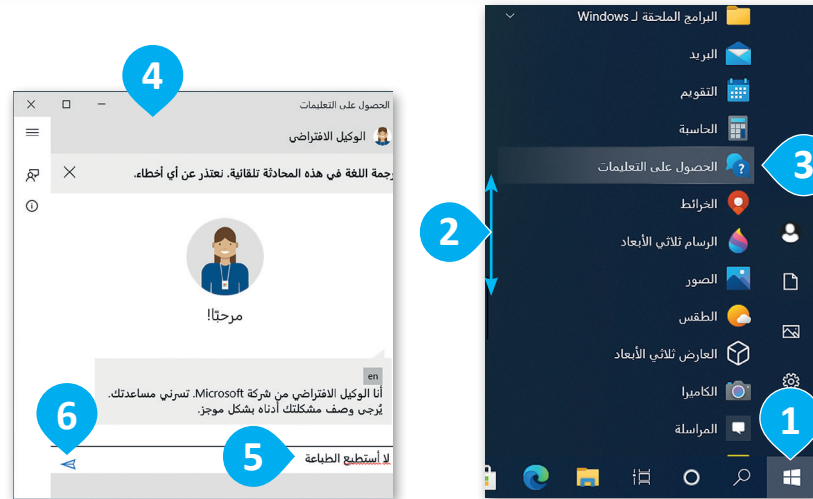 البرامج الملحقة لـ Windows
البريد
التقويم
الحاسبة
الحصول على التعليمات
3
2
الخرائط
الرسام ثلاثي الأبعاد
الصور
الطقس
العارض ثلاثي الأبعاد
الكاميرا
المراسلة
1
4
الحصول على التعليمات
الوكيل الافتراضي
رجمة اللغة في هذه المحادثة تلقائية. نعتذر عن أي أخطاء.
مرحبًا!
en
أنا الوكيل الافتراضي من شركة Microsoft. تسرني مساعدتك.
يُرجى وصف مشكلتك أدناه بشكل موجز.
لا أستطيع الطباعة
5
6